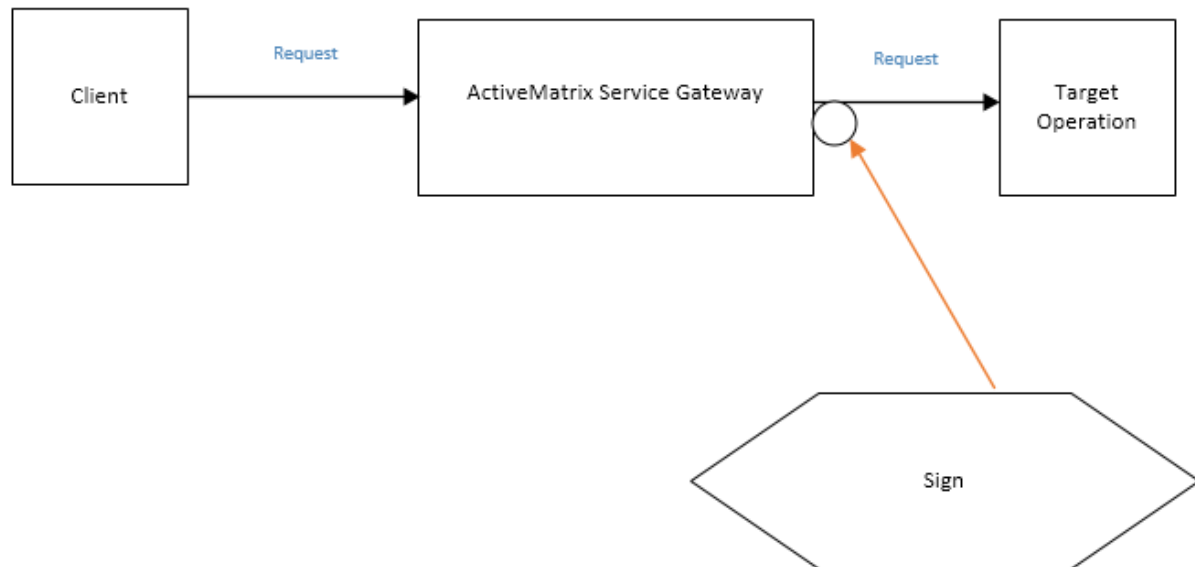 Client
Request
ActiveMatrix Service Gateway
Request
Target
Operation
Sign